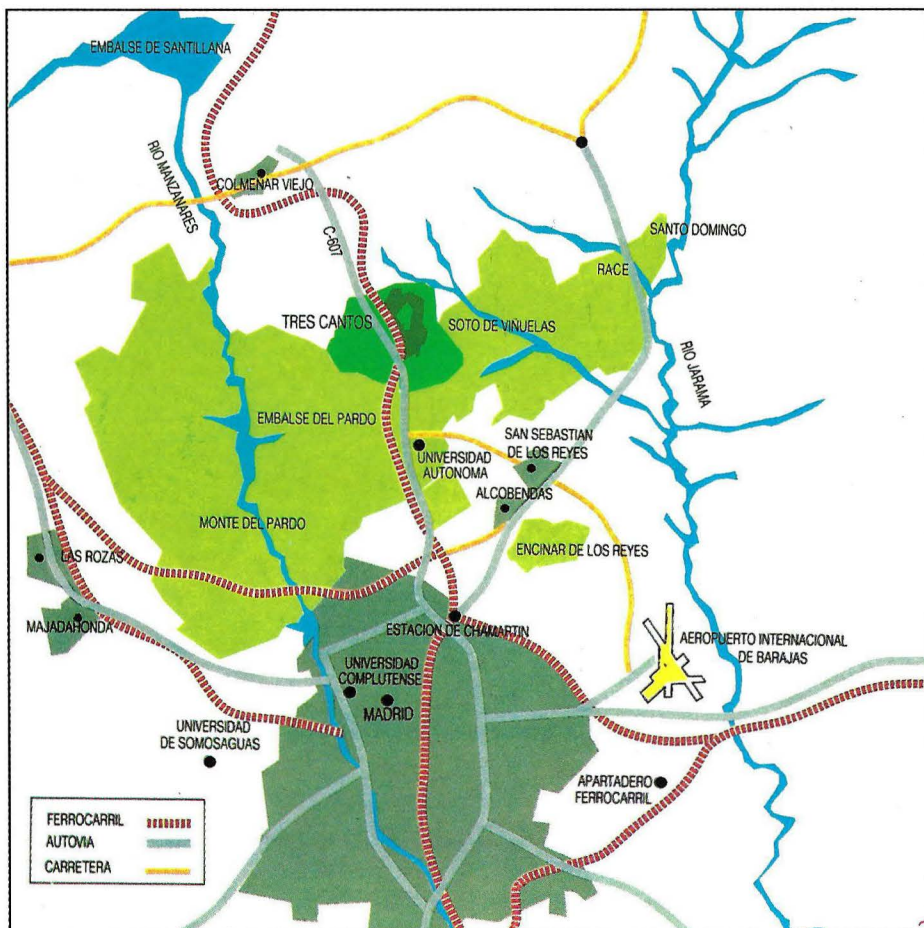 EMBALSE DE SANTILLANA
RIO MANZANARES
COLMENAR VIEJO
C-607
SANTO DOMINGO
RACE
TRES CANTOS
SOTO DE VIÑUELAS
RIO JARAMA
EMBALSE DEL PARDO
UNIVERSIDAD
AUTONOMA
SAN SEBASTIAN
DE LOS REYES
ALCOBENDAS
MONTE DEL PARDO
ENCINAR DE LOS REYES
LAS ROZAS
MAJADAHONDA
ESTACION DE CHAMARTIN
AEROPUERTO INTERNACIONAL
DE BARAJAS
UNIVERSIDAD
COMPLUTENSE
MADRID
UNIVERSIDAD
DE SOMOSAGUAS
APARTADERO
FERROCARRIL
FERROCARRIL
AUTOVIA
CARRETERA